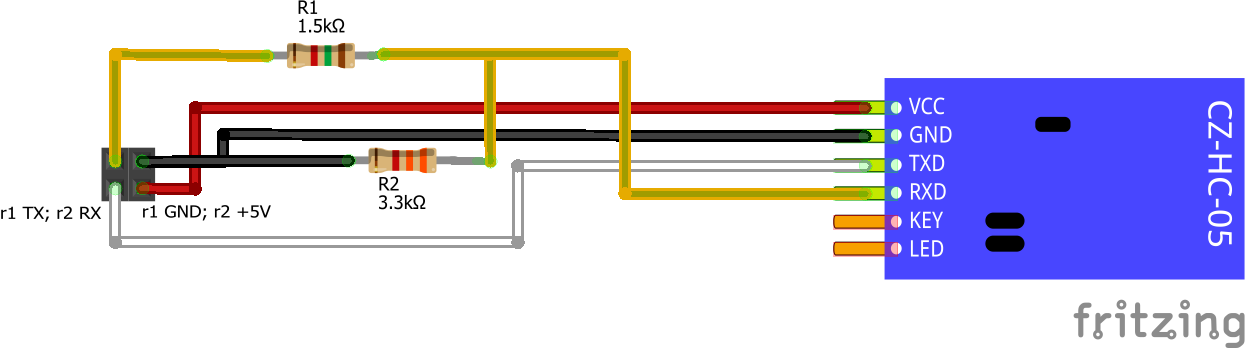 R1
1.5kΩ
VCC
GND
TXD
RXD
KEY
LED
CZ-HC-05
R2
3.3kΩ
r1 TX; r2 RX
r1 GND; r2 +5V
fritzing